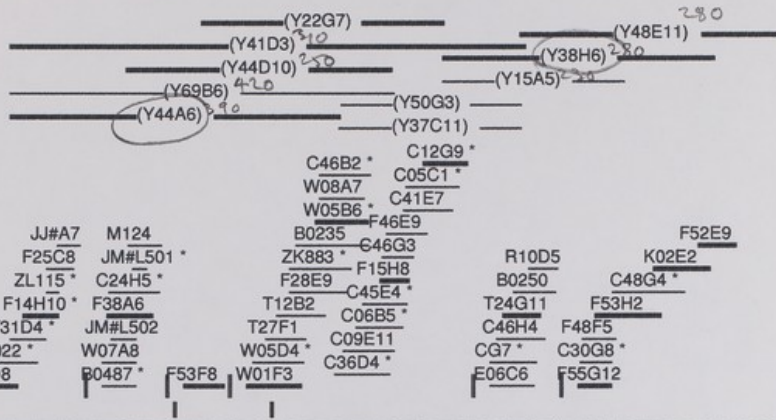 280
(Y22G7)
(Y48E11)
(Y41D3) 310
(Y38H6) 280
(Y44D10) 250
(Y15A5)
(Y69B6) 420
(Y50G3)
(Y44A6) 390
(Y37C11)
C12G9 *
C46B2 *
C05C1 *
W08A7
C41E7
W05B6 *
F46E9
JJ#A7 M124 B0235 F52E9
C46G3
F25C8 JM#L501 * ZK883 * R10D5 K02E2
F15H8
ZL115 * C24H5 * F28E9 B0250 C48G4 *
C45E4 *
F14H10 * F38A6 T12B2 T24G11 F53H2
C06B5 *
31D4 * JM#L502 T27F1 C46H4 F48F5
C09E11
022 * W07A8 W05D4 * CG7 * C30G8 *
C36D4 *
08 B0487 * F53F8 W01F3 E06C6 F55G12